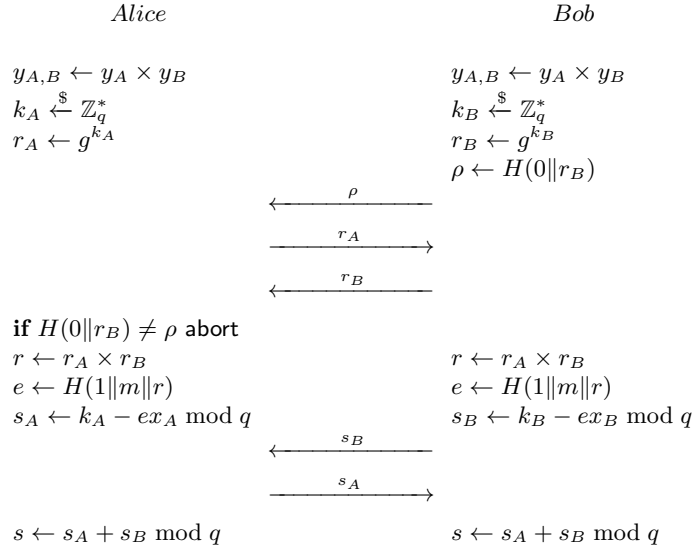 Alice Bob
y_{A,B} ← y_A × y_B y_{A,B} ← y_A × y_B
k_A ←$ ℤ_q^* k_B ←$ ℤ_q^*
r_A ← g^{k_A} r_B ← g^{k_B}
ρ ← H(0‖r_B)
ρ
r_A
r_B
if H(0‖r_B) ≠ ρ abort
r ← r_A × r_B r ← r_A × r_B
e ← H(1‖m‖r) e ← H(1‖m‖r)
s_A ← k_A − ex_A mod q s_B ← k_B − ex_B mod q
s_B
s_A
s ← s_A + s_B mod q s ← s_A + s_B mod q